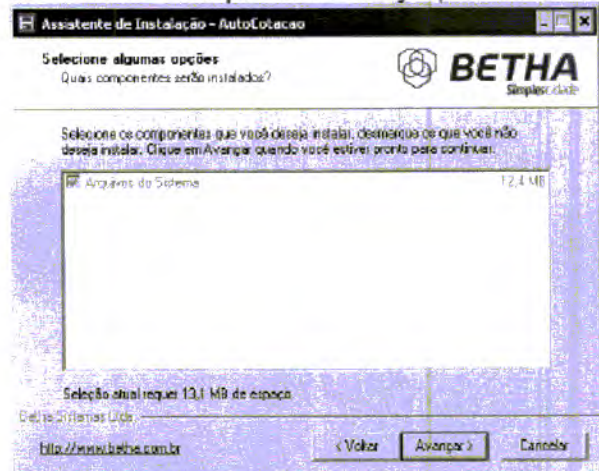 Assistente de Instalação - AutoCotacao
Selecione algumas opções
Quais componentes serão instalados?
BETHA
Simplescidade
Selecione os componentes que você deseja instalar, desmarque os que você não
deseja instalar. Clique em Avançar quando você estiver pronto para continuar.
Arquivos do Sistema 12,4 MB
Seleção atual requer 13,1 MB de espaço
Betha Sistemas Ltda
http://www.betha.com.br
< Voltar Avançar > Cancelar